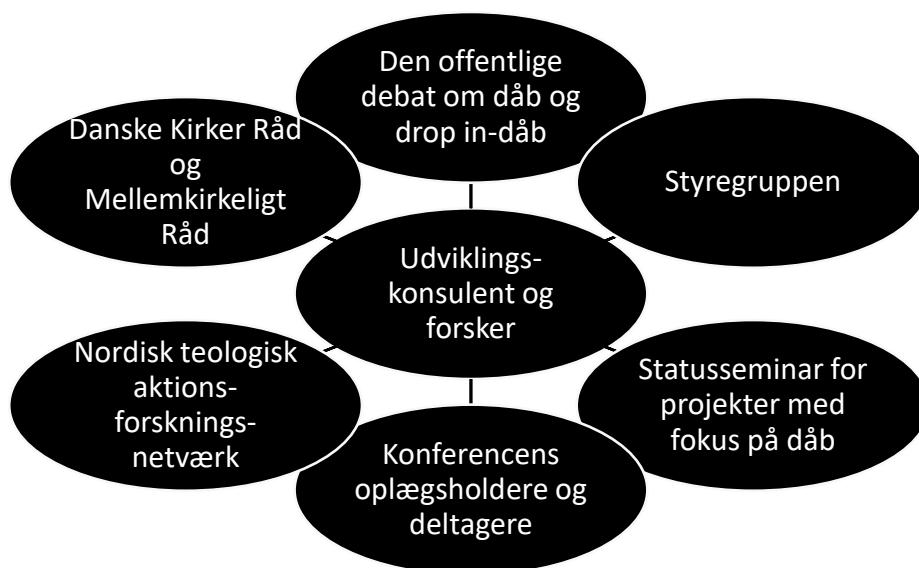 Den offentlige
debat om dåb og
drop in-dåb
Danske Kirker Råd
og
Mellemkirkeligt
Råd
Styregruppen
Udviklings-
konsulent og
forsker
Nordisk teologisk
aktions-
forsknings-
netværk
Statusseminar for
projekter med
fokus på dåb
Konferencens
oplægsholdere og
deltagere